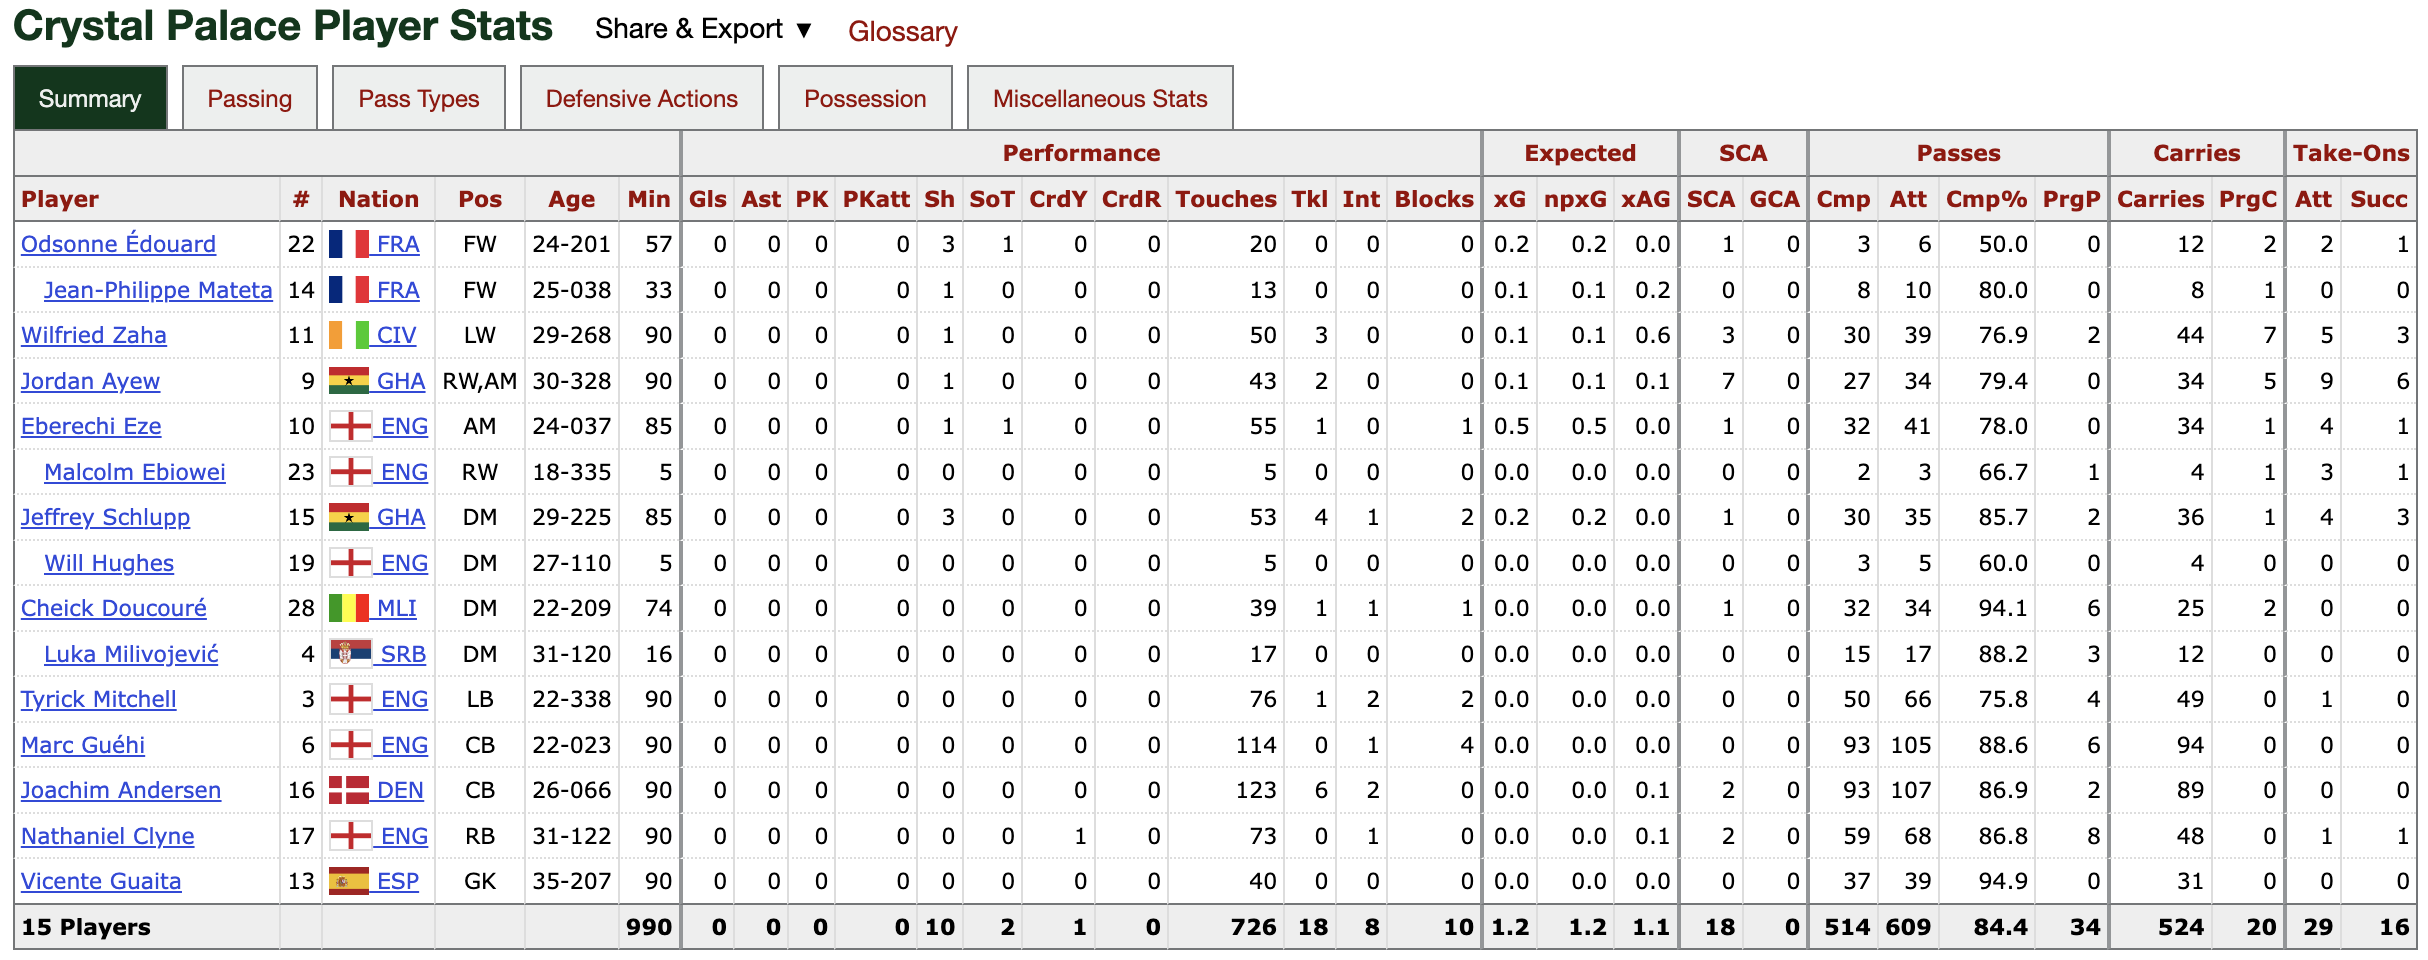 Crystal Palace Player Stats Share & Export ▼ Glossary
Summary Passing Pass Types Defensive Actions Possession Miscellaneous Stats
Performance Expected SCA Passes Carries Take-Ons
Player # Nation Pos Age Min Gls Ast PK PKatt Sh SoT CrdY CrdR Touches Tkl Int Blocks xG npxG xAG SCA GCA Cmp Att Cmp% PrgP Carries PrgC Att Succ
Odsonne Édouard 22 FRA FW 24-201 57 0 0 0 0 3 1 0 0 20 0 0 0 0.2 0.2 0.0 1 0 3 6 50.0 0 12 2 2 1
Jean-Philippe Mateta 14 FRA FW 25-038 33 0 0 0 0 1 0 0 0 13 0 0 0 0.1 0.1 0.2 0 0 8 10 80.0 0 8 1 0 0
Wilfried Zaha 11 CIV LW 29-268 90 0 0 0 0 1 0 0 0 50 3 0 0 0.1 0.1 0.6 3 0 30 39 76.9 2 44 7 5 3
Jordan Ayew 9 GHA RW,AM 30-328 90 0 0 0 0 1 0 0 0 43 2 0 0 0.1 0.1 0.1 7 0 27 34 79.4 0 34 5 9 6
Eberechi Eze 10 ENG AM 24-037 85 0 0 0 0 1 1 0 0 55 1 0 1 0.5 0.5 0.0 1 0 32 41 78.0 0 34 1 4 1
Malcolm Ebiowei 23 ENG RW 18-335 5 0 0 0 0 0 0 0 0 5 0 0 0 0.0 0.0 0.0 0 0 2 3 66.7 1 4 1 3 1
Jeffrey Schlupp 15 GHA DM 29-225 85 0 0 0 0 3 0 0 0 53 4 1 2 0.2 0.2 0.0 1 0 30 35 85.7 2 36 1 4 3
Will Hughes 19 ENG DM 27-110 5 0 0 0 0 0 0 0 0 5 0 0 0 0.0 0.0 0.0 0 0 3 5 60.0 0 4 0 0 0
Cheick Doucouré 28 MLI DM 22-209 74 0 0 0 0 0 0 0 0 39 1 1 1 0.0 0.0 0.0 1 0 32 34 94.1 6 25 2 0 0
Luka Milivojević 4 SRB DM 31-120 16 0 0 0 0 0 0 0 0 17 0 0 0 0.0 0.0 0.0 0 0 15 17 88.2 3 12 0 0 0
Tyrick Mitchell 3 ENG LB 22-338 90 0 0 0 0 0 0 0 0 76 1 2 2 0.0 0.0 0.0 0 0 50 66 75.8 4 49 0 1 0
Marc Guéhi 6 ENG CB 22-023 90 0 0 0 0 0 0 0 0 114 0 1 4 0.0 0.0 0.0 0 0 93 105 88.6 6 94 0 0 0
Joachim Andersen 16 DEN CB 26-066 90 0 0 0 0 0 0 0 0 123 6 2 0 0.0 0.0 0.1 2 0 93 107 86.9 2 89 0 0 0
Nathaniel Clyne 17 ENG RB 31-122 90 0 0 0 0 0 0 1 0 73 0 1 0 0.0 0.0 0.1 2 0 59 68 86.8 8 48 0 1 1
Vicente Guaita 13 ESP GK 35-207 90 0 0 0 0 0 0 0 0 40 0 0 0 0.0 0.0 0.0 0 0 37 39 94.9 0 31 0 0 0
15 Players 990 0 0 0 0 10 2 1 0 726 18 8 10 1.2 1.2 1.1 18 0 514 609 84.4 34 524 20 29 16